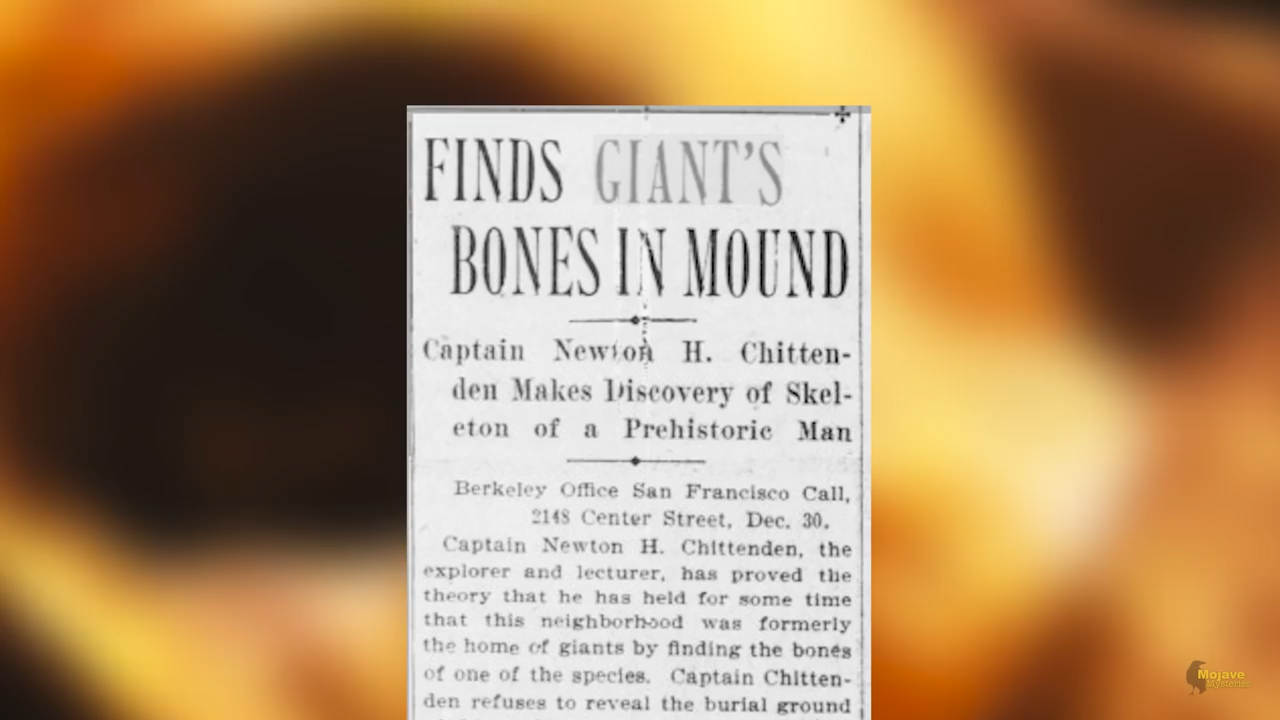 FINDS GIANT'S
BONES IN MOUND
Captain Newton H. Chitten-
den Makes Discovery of Skel-
eton of a Prehistoric Man
Berkeley Office San Francisco Call,
2148 Center Street, Dec. 30.
Captain Newton H. Chittenden, the
explorer and lecturer, has proved the
theory that he has held for some time
that this neighborhood was formerly
the home of giants by finding the bones
of one of the species. Captain Chitten-
den refuses to reveal the burial ground
Mojave
Mysteries